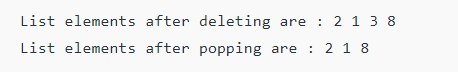 List elements after deleting are : 2 1 3 8
List elements after popping are : 2 1 8